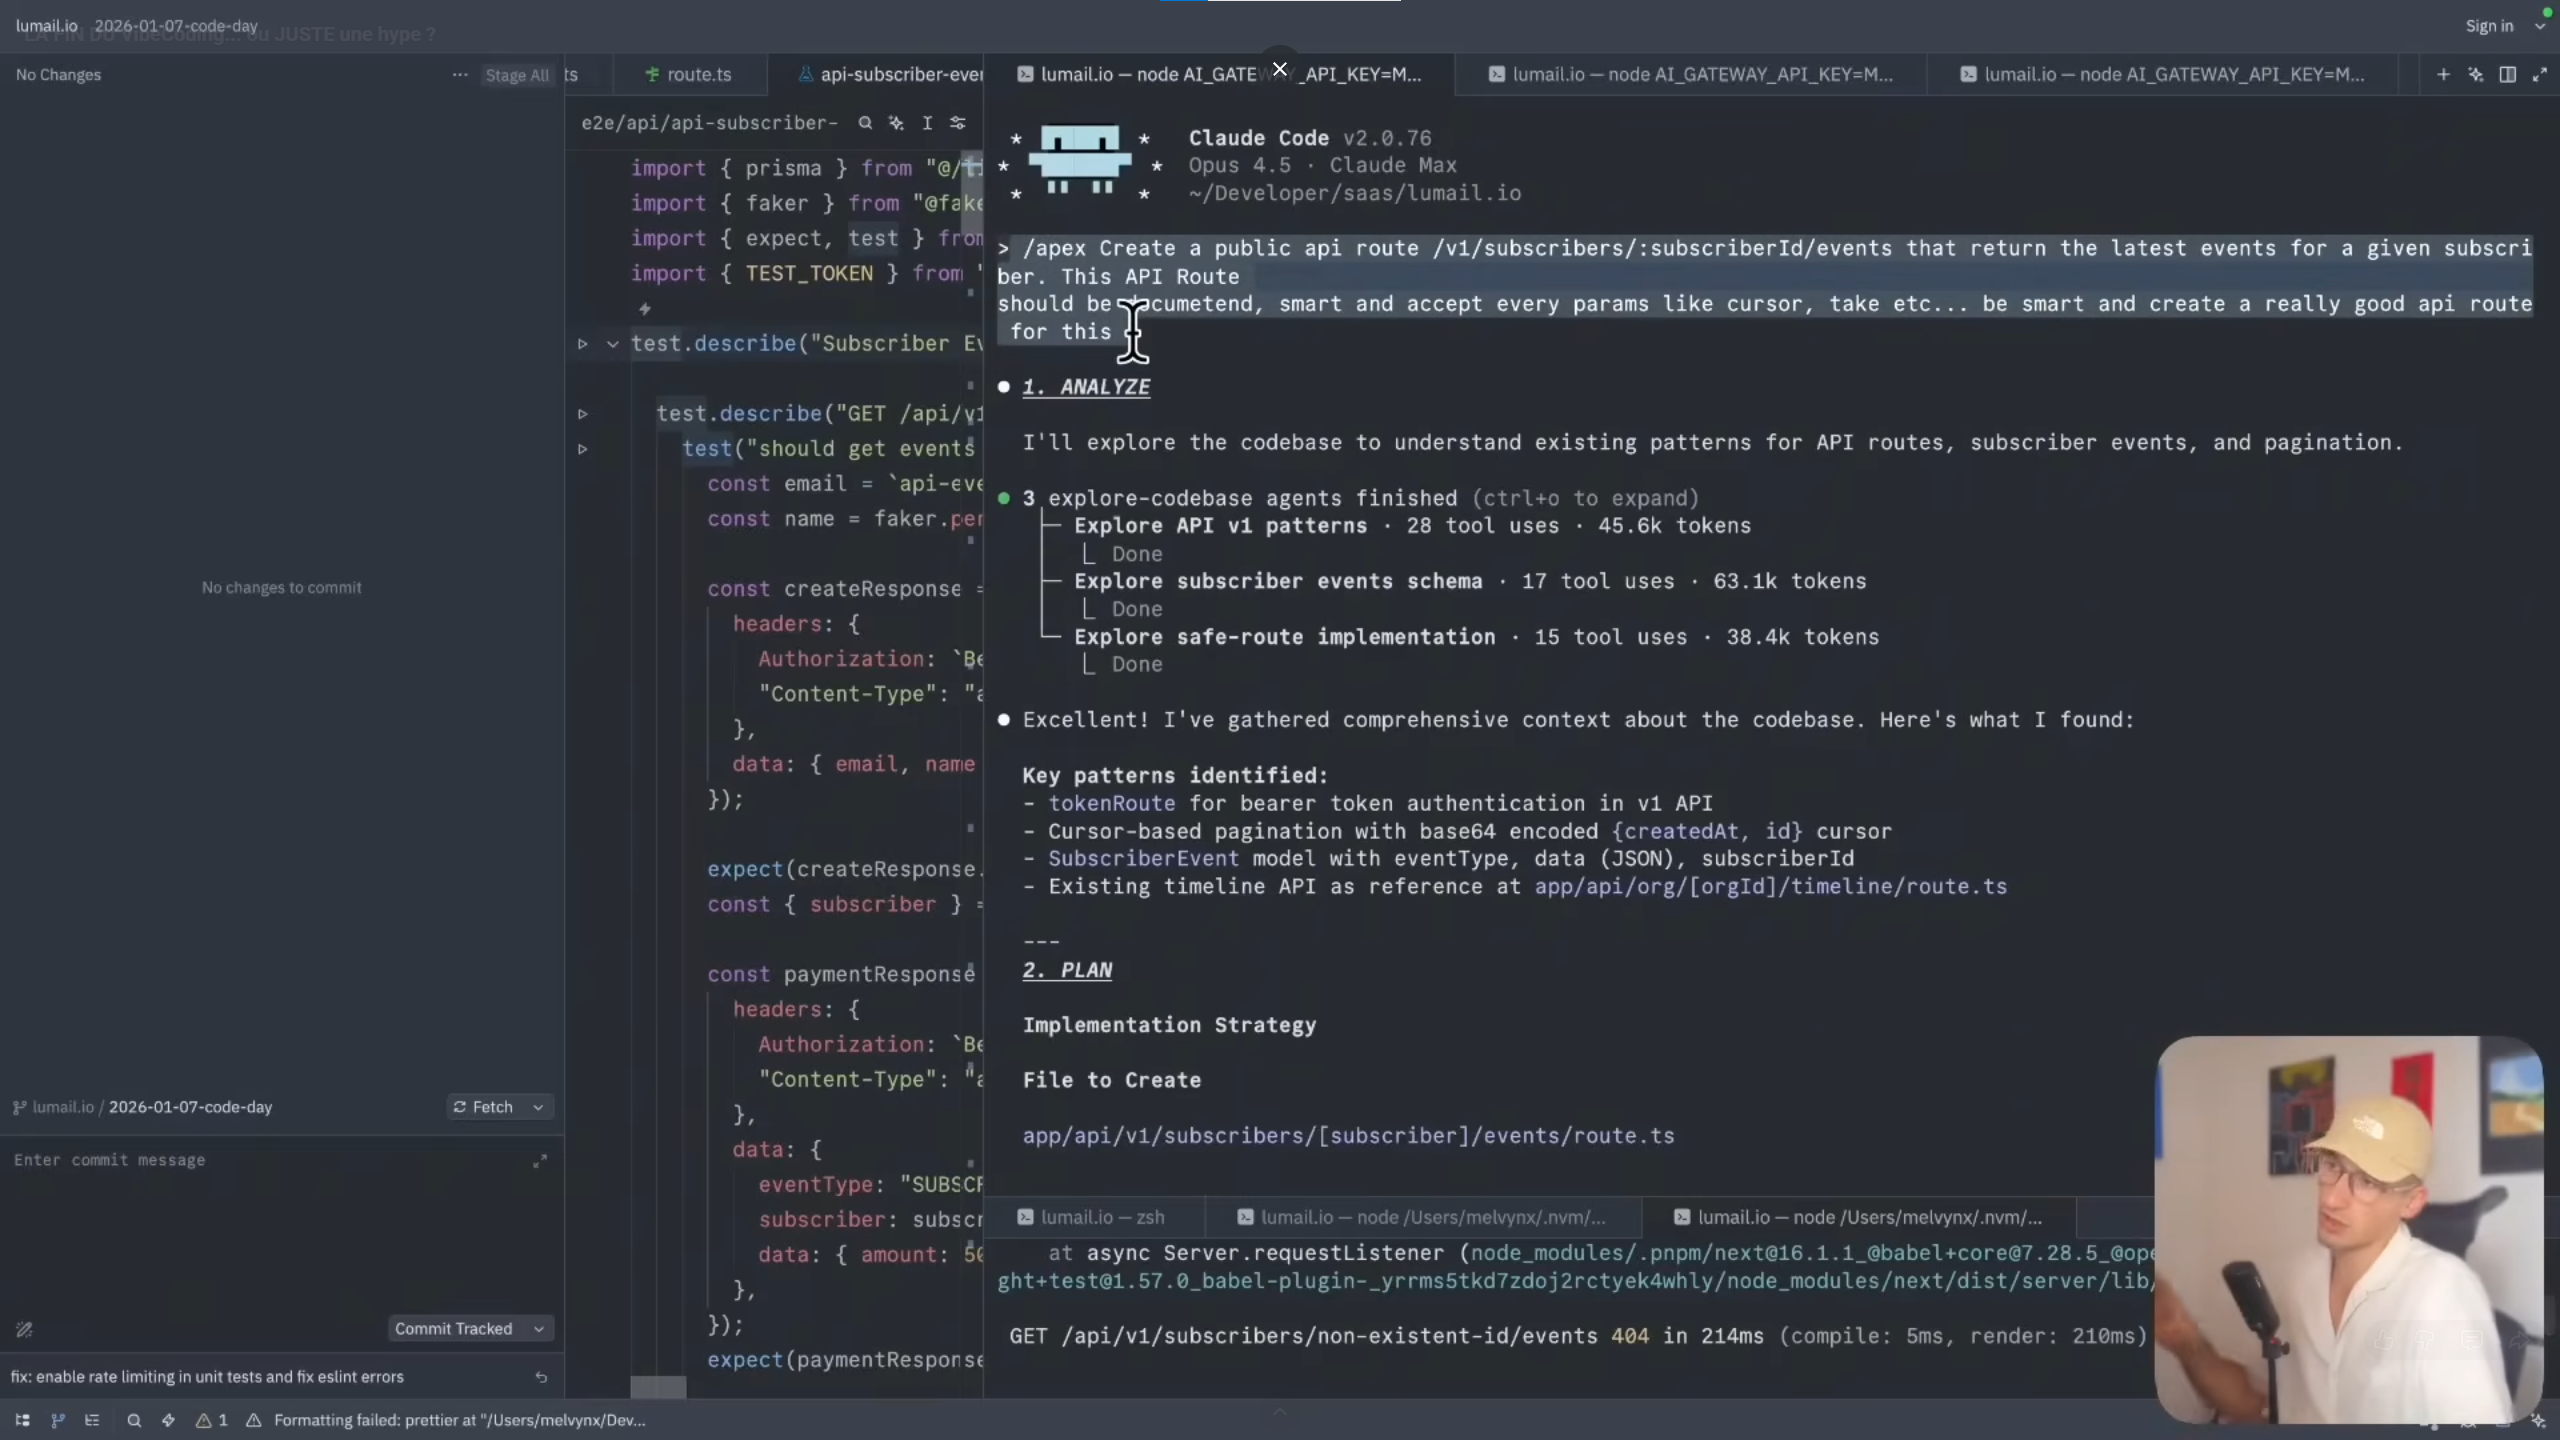 lumail.io 2026-01-07-code-day
LA FIN DU VibeCoding... ou JUSTE une hype ?
Sign in
No Changes
Stage All
ts
route.ts
api-subscriber-ever
lumail.io — node AI_GATEWAY_API_KEY=M...
lumail.io — node AI_GATEWAY_API_KEY=M...
lumail.io — node AI_GATEWAY_API_KEY=M...
No changes to commit
lumail.io / 2026-01-07-code-day
Fetch
Enter commit message
Commit Tracked
fix: enable rate limiting in unit tests and fix eslint errors
e2e/api/api-subscriber-
import { prisma } from "@/li
import { faker } from "@fake
import { expect, test } from
import { TEST_TOKEN } from "
test.describe("Subscriber Ev
test.describe("GET /api/v1
test("should get events
const email = `api-eve
const name = faker.per
const createResponse =
headers: {
Authorization: `Be
"Content-Type": "a
},
data: { email, name
});
expect(createResponse.
const { subscriber } =
const paymentResponse
headers: {
Authorization: `Be
"Content-Type": "a
},
data: {
eventType: "SUBSCR
subscriber: subscr
data: { amount: 50
},
});
expect(paymentResponse
Claude Code v2.0.76
Opus 4.5 · Claude Max
~/Developer/saas/lumail.io
> /apex Create a public api route /v1/subscribers/:subscriberId/events that return the latest events for a given subscri
ber. This API Route
should be documetend, smart and accept every params like cursor, take etc... be smart and create a really good api route
for this
1. ANALYZE
I'll explore the codebase to understand existing patterns for API routes, subscriber events, and pagination.
3 explore-codebase agents finished (ctrl+o to expand)
Explore API v1 patterns · 28 tool uses · 45.6k tokens
Done
Explore subscriber events schema · 17 tool uses · 63.1k tokens
Done
Explore safe-route implementation · 15 tool uses · 38.4k tokens
Done
Excellent! I've gathered comprehensive context about the codebase. Here's what I found:
Key patterns identified:
- tokenRoute for bearer token authentication in v1 API
- Cursor-based pagination with base64 encoded {createdAt, id} cursor
- SubscriberEvent model with eventType, data (JSON), subscriberId
- Existing timeline API as reference at app/api/org/[orgId]/timeline/route.ts
---
2. PLAN
Implementation Strategy
File to Create
app/api/v1/subscribers/[subscriber]/events/route.ts
lumail.io — zsh
lumail.io — node /Users/melvynx/.nvm/...
lumail.io — node /Users/melvynx/.nvm/...
at async Server.requestListener (node_modules/.pnpm/next@16.1.1_@babel+core@7.28.5_@ope
ght+test@1.57.0_babel-plugin-_yrrms5tkd7zdoj2rctyek4whly/node_modules/next/dist/server/lib/
GET /api/v1/subscribers/non-existent-id/events 404 in 214ms (compile: 5ms, render: 210ms)
1
Formatting failed: prettier at "/Users/melvynx/Dev...